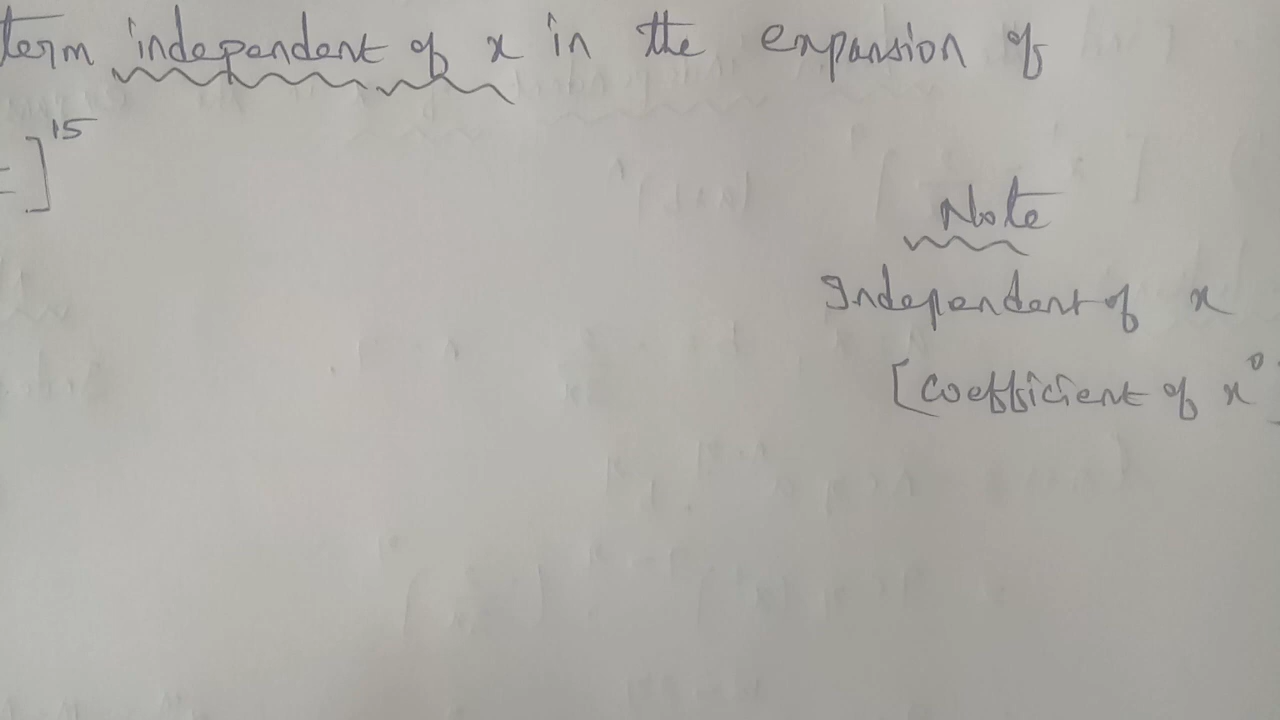 term independent of x in the expansion of
]15
Note
Independent of x
[Coefficient of x0]